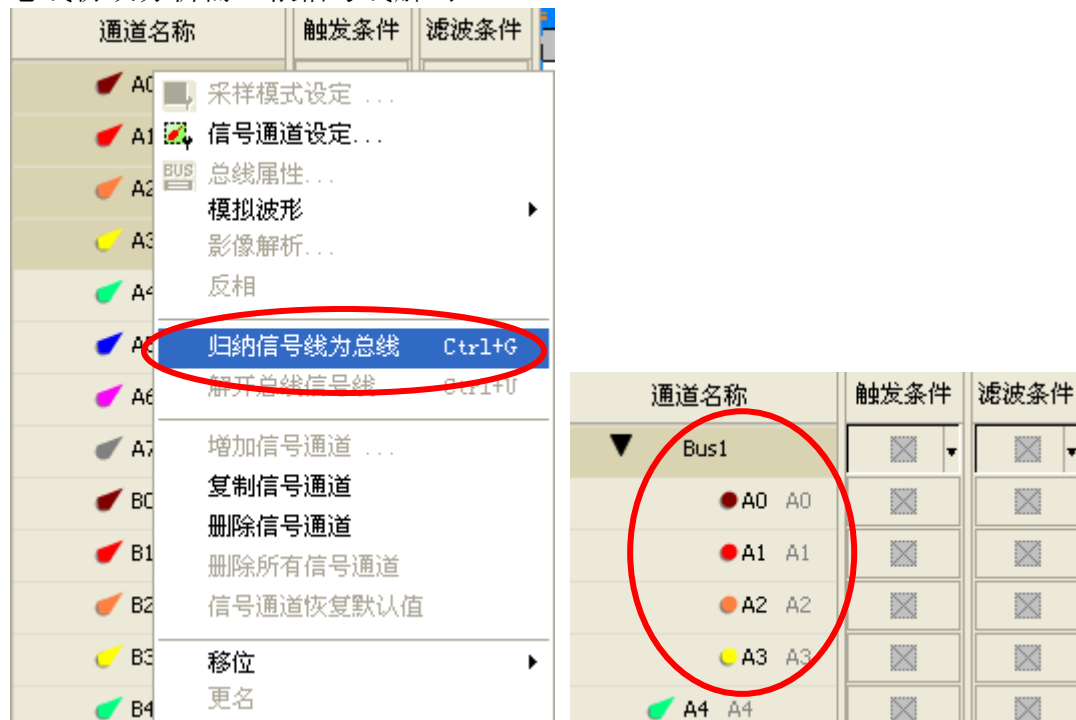 通道名称 触发条件 滤波条件
A0
采样模式设定 ...
A1
信号通道设定...
BUS 总线属性...
A2
模拟波形
A3
影像解析...
A4
反相
归纳信号线为总线 Ctrl+G
解开总线信号线 Ctrl+U
A6
A7
增加信号通道 ...
B0
复制信号通道
删除信号通道
B1
删除所有信号通道
B2
信号通道恢复默认值
B3
移位
更名
B4
通道名称 触发条件 滤波条件
Bus1
A0 A0
A1 A1
A2 A2
A3 A3
A4 A4